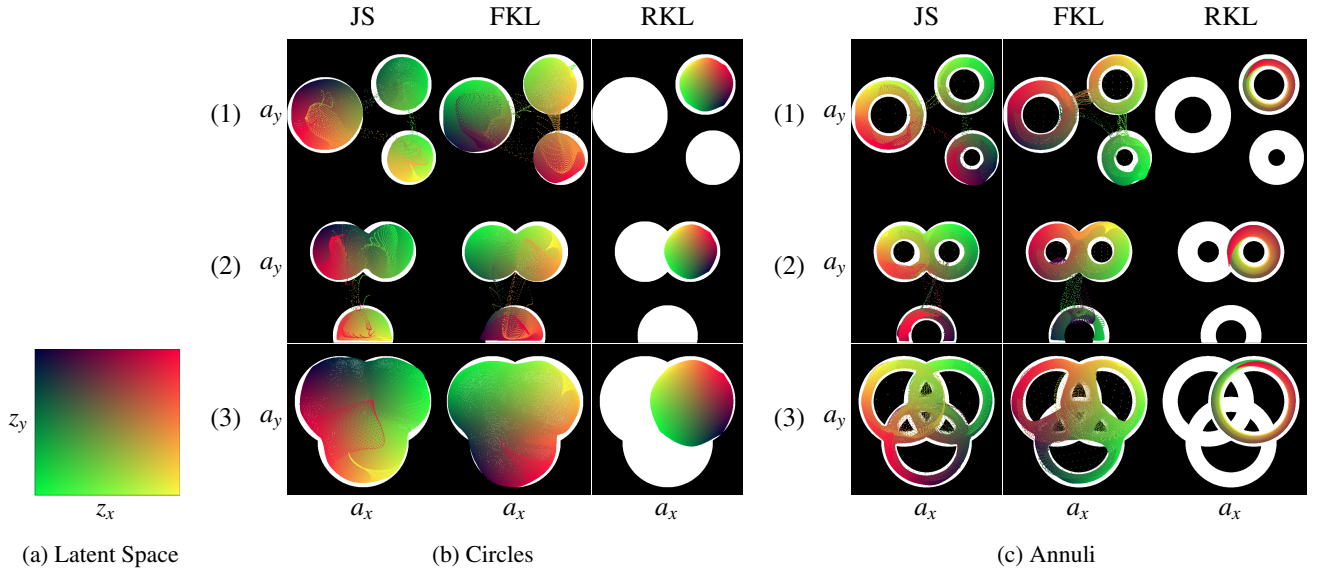 JS FKL RKL JS FKL RKL
(1) a_y (1) a_y
(2) a_y (2) a_y
(3) a_y (3) a_y
z_y
z_x a_x a_x a_x a_x a_x a_x
(a) Latent Space (b) Circles (c) Annuli